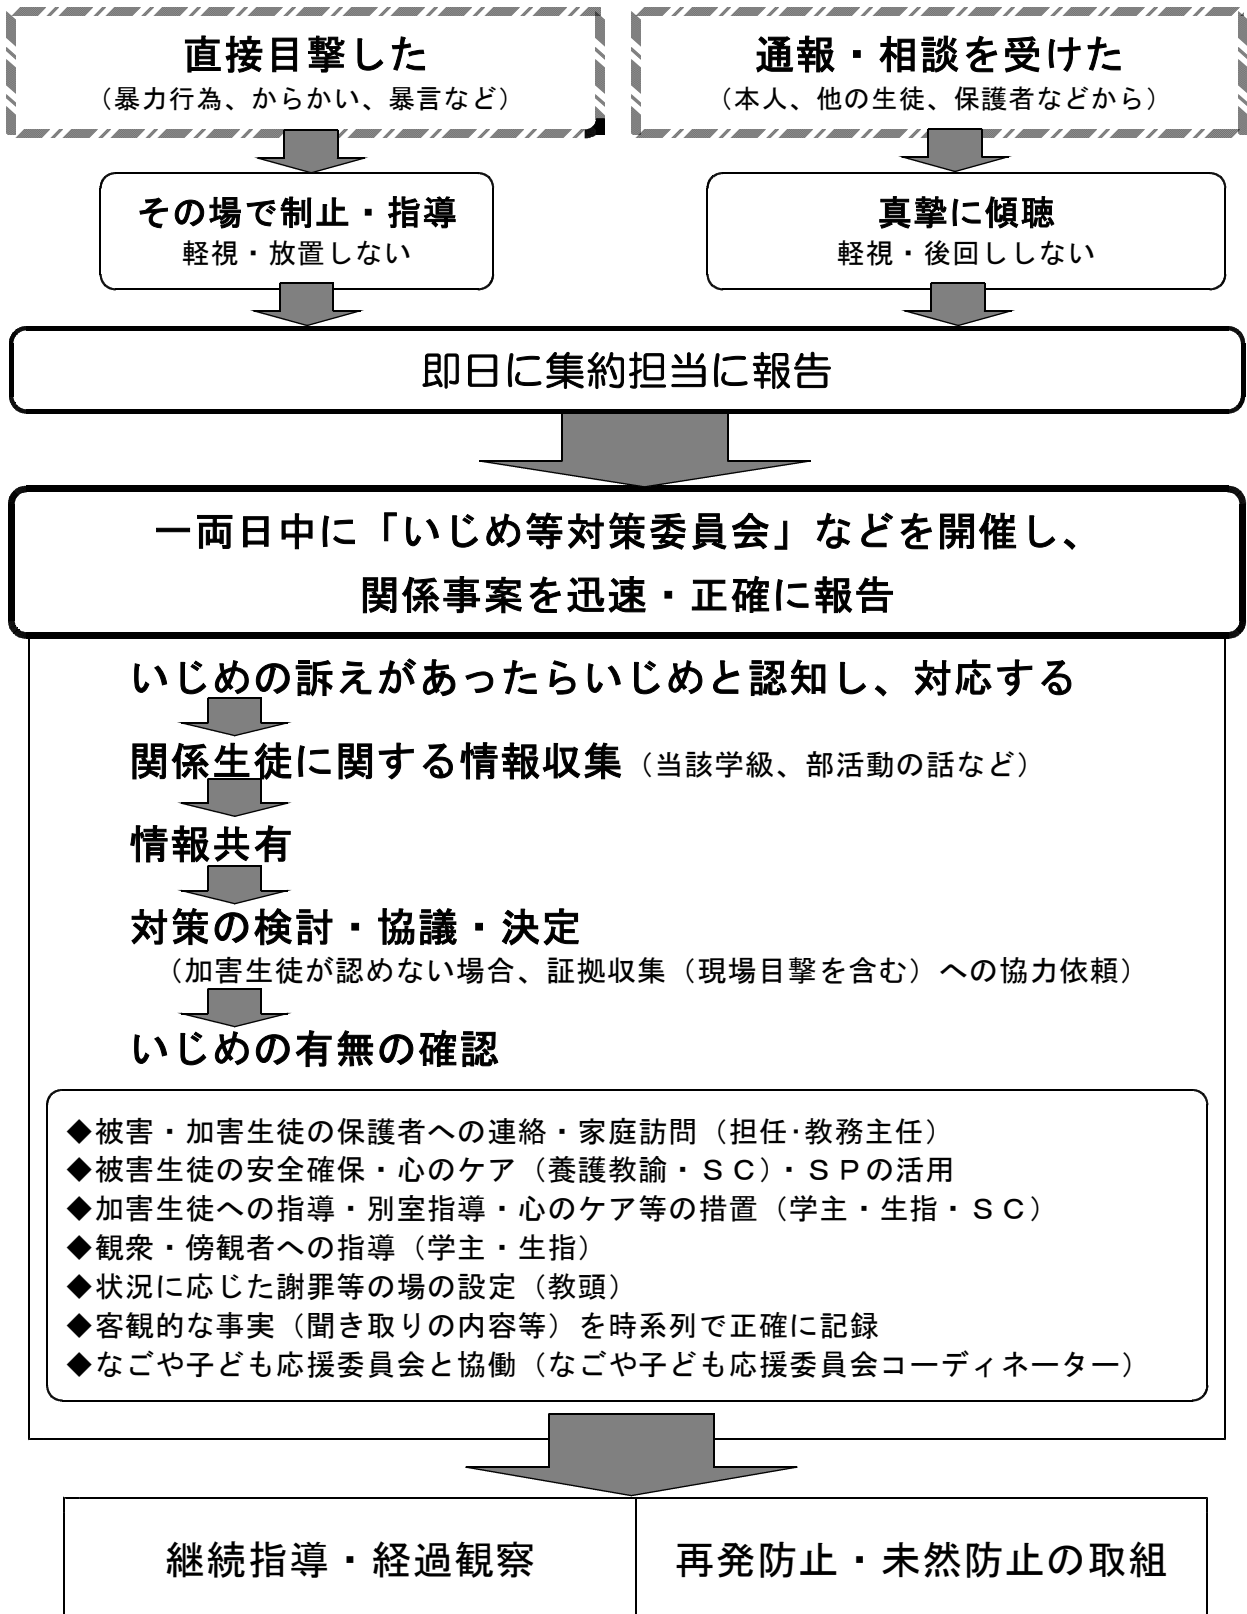 直接目撃した
（暴力行為、からかい、暴言など）
通報・相談を受けた
（本人、他の生徒、保護者などから）
その場で制止・指導
軽視・放置しない
真摯に傾聴
軽視・後回ししない
即日に集約担当に報告
一両日中に「いじめ等対策委員会」などを開催し、
関係事案を迅速・正確に報告
いじめの訴えがあったらいじめと認知し、対応する
関係生徒に関する情報収集（当該学級、部活動の話など）
情報共有
対策の検討・協議・決定
（加害生徒が認めない場合、証拠収集（現場目撃を含む）への協力依頼）
いじめの有無の確認
◆被害・加害生徒の保護者への連絡・家庭訪問（担任･教務主任）
◆被害生徒の安全確保・心のケア（養護教諭・ＳＣ）・ＳＰの活用
◆加害生徒への指導・別室指導・心のケア等の措置（学主・生指・ＳＣ）
◆観衆・傍観者への指導（学主・生指）
◆状況に応じた謝罪等の場の設定（教頭）
◆客観的な事実（聞き取りの内容等）を時系列で正確に記録
◆なごや子ども応援委員会と協働（なごや子ども応援委員会コーディネーター）
継続指導・経過観察
再発防止・未然防止の取組